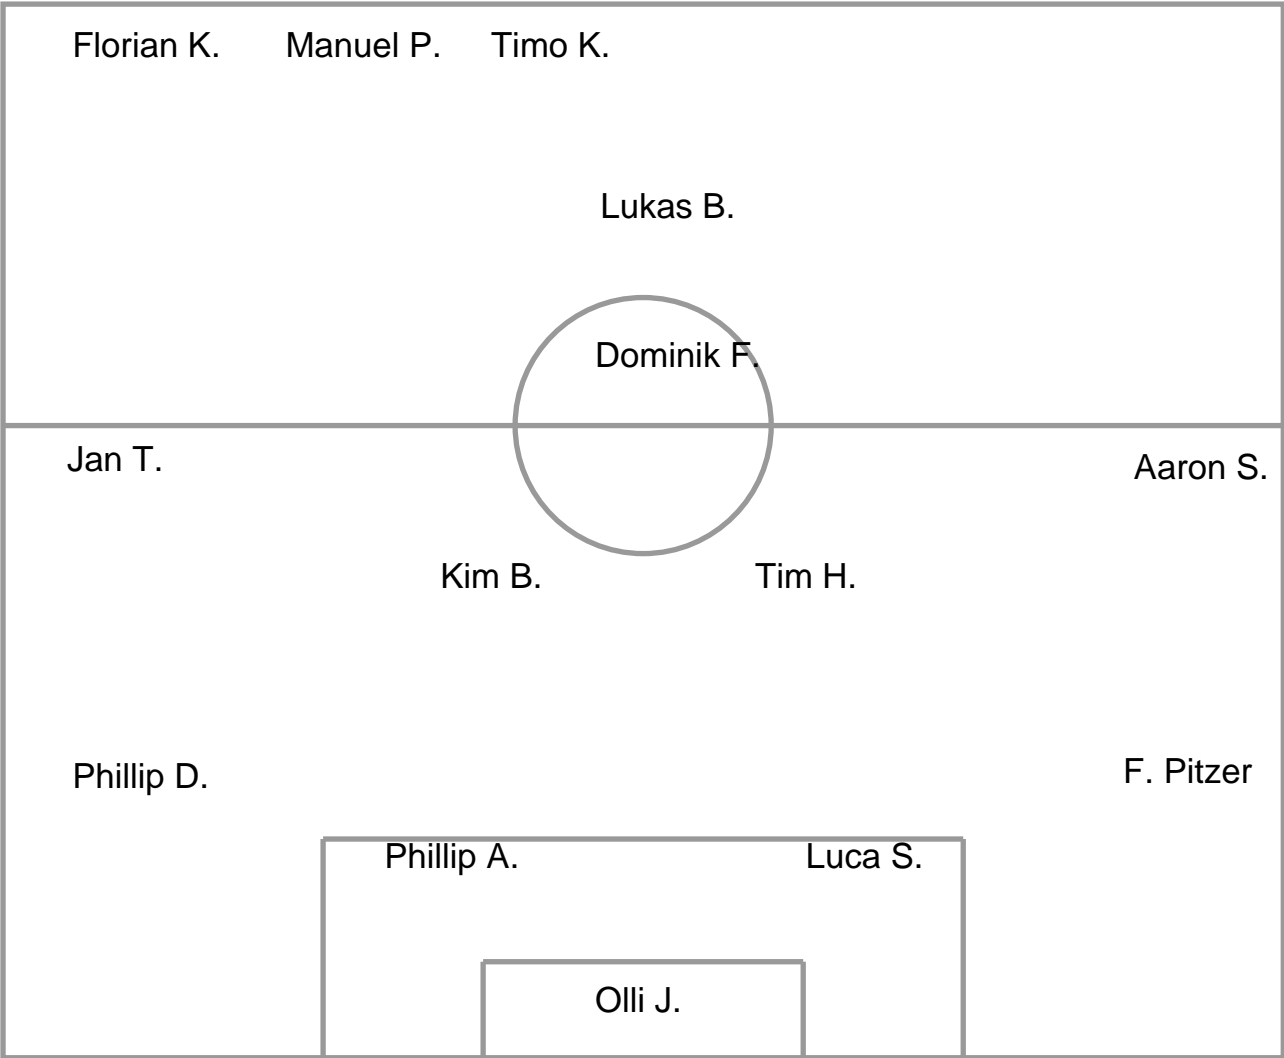 Florian K. Manuel P. Timo K.
Lukas B.
Dominik F.
Jan T. Aaron S.
Kim B. Tim H.
Phillip D. F. Pitzer
Phillip A. Luca S.
Olli J.